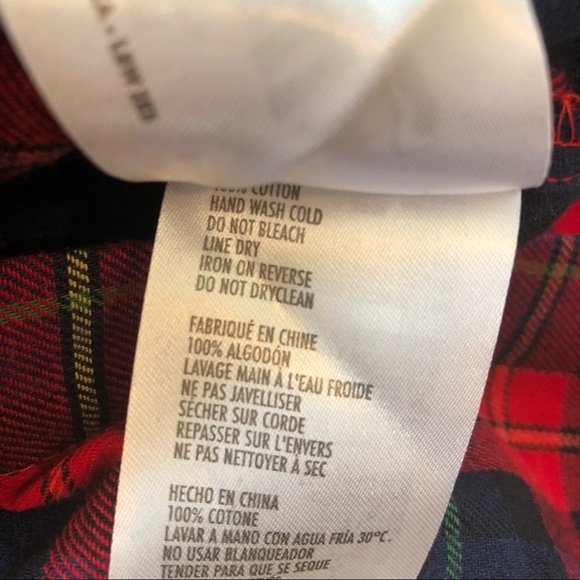 100% COTTON
HAND WASH COLD
DO NOT BLEACH
LINE DRY
IRON ON REVERSE
DO NOT DRYCLEAN
FABRIQUÉ EN CHINE
100% ALGODÓN
LAVAGE MAIN À L'EAU FROIDE
NE PAS JAVELLISER
SÉCHER SUR CORDE
REPASSER SUR L'ENVERS
NE PAS NETTOYER À SEC
HECHO EN CHINA
100% COTONE
LAVAR A MANO CON AGUA FRÍA 30°C.
NO USAR BLANQUEADOR
TENDER PARA QUE SE SEQUE